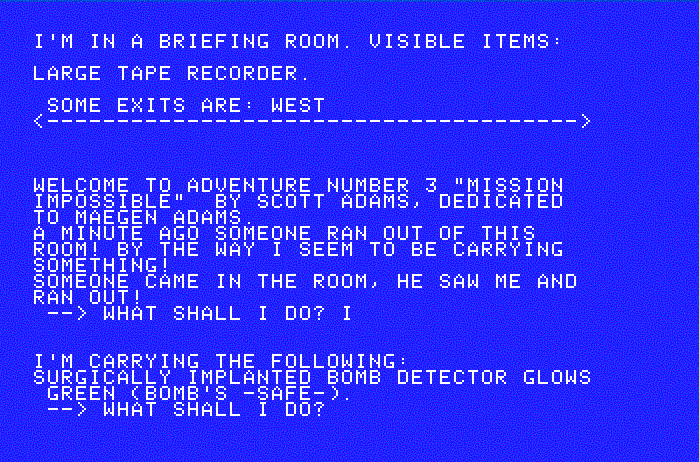 I'M IN A BRIEFING ROOM. VISIBLE ITEMS:
LARGE TAPE RECORDER.
SOME EXITS ARE: WEST
<-------------------------------------->
WELCOME TO ADVENTURE NUMBER 3 "MISSION
IMPOSSIBLE"  BY SCOTT ADAMS, DEDICATED
TO MAEGEN ADAMS.
A MINUTE AGO SOMEONE RAN OUT OF THIS
ROOM! BY THE WAY I SEEM TO BE CARRYING
SOMETHING!
SOMEONE CAME IN THE ROOM, HE SAW ME AND
RAN OUT!
--> WHAT SHALL I DO? I
I'M CARRYING THE FOLLOWING:
SURGICALLY IMPLANTED BOMB DETECTOR GLOWS
GREEN (BOMB'S -SAFE-).
--> WHAT SHALL I DO?